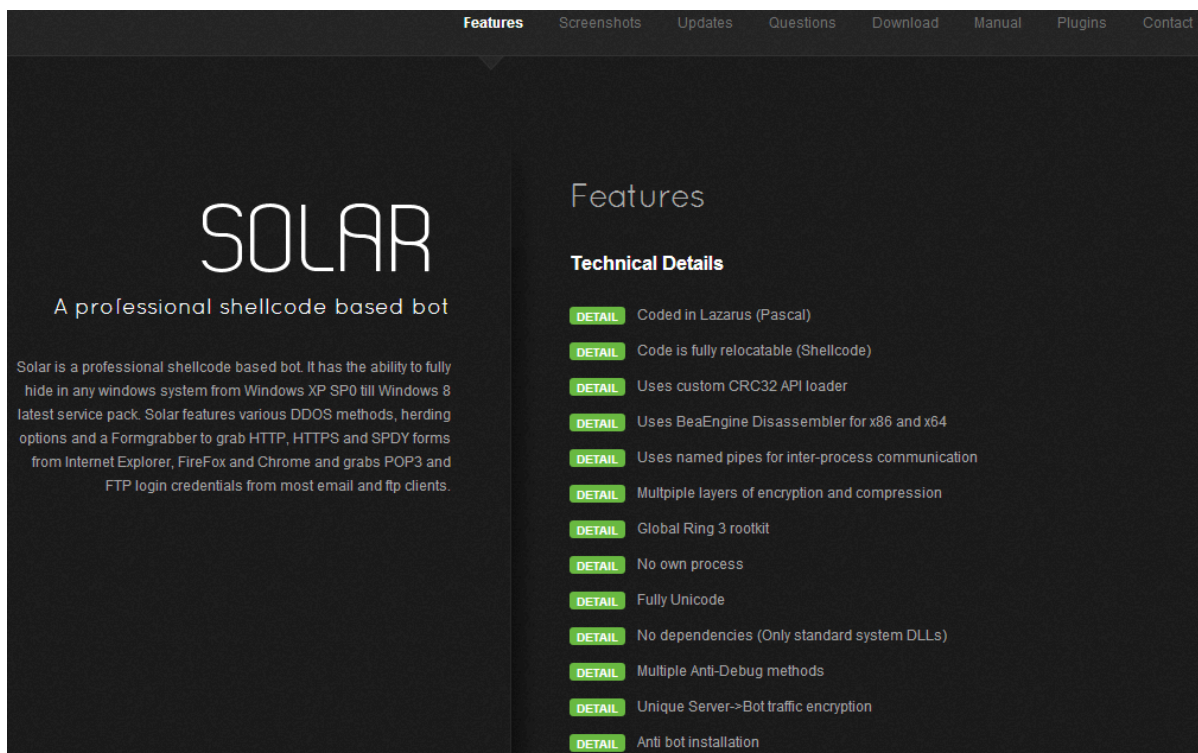 Features Screenshots Updates Questions Download Manual Plugins Contact
SOLAR
A professional shellcode based bot
Solar is a professional shellcode based bot. It has the ability to fully
hide in any windows system from Windows XP SP0 till Windows 8
latest service pack. Solar features various DDOS methods, herding
options and a Formgrabber to grab HTTP, HTTPS and SPDY forms
from Internet Explorer, FireFox and Chrome and grabs POP3 and
FTP login credentials from most email and ftp clients.
Features
Technical Details
DETAIL Coded in Lazarus (Pascal)
DETAIL Code is fully relocatable (Shellcode)
DETAIL Uses custom CRC32 API loader
DETAIL Uses BeaEngine Disassembler for x86 and x64
DETAIL Uses named pipes for inter-process communication
DETAIL Multpiple layers of encryption and compression
DETAIL Global Ring 3 rootkit
DETAIL No own process
DETAIL Fully Unicode
DETAIL No dependencies (Only standard system DLLs)
DETAIL Multiple Anti-Debug methods
DETAIL Unique Server->Bot traffic encryption
DETAIL Anti bot installation